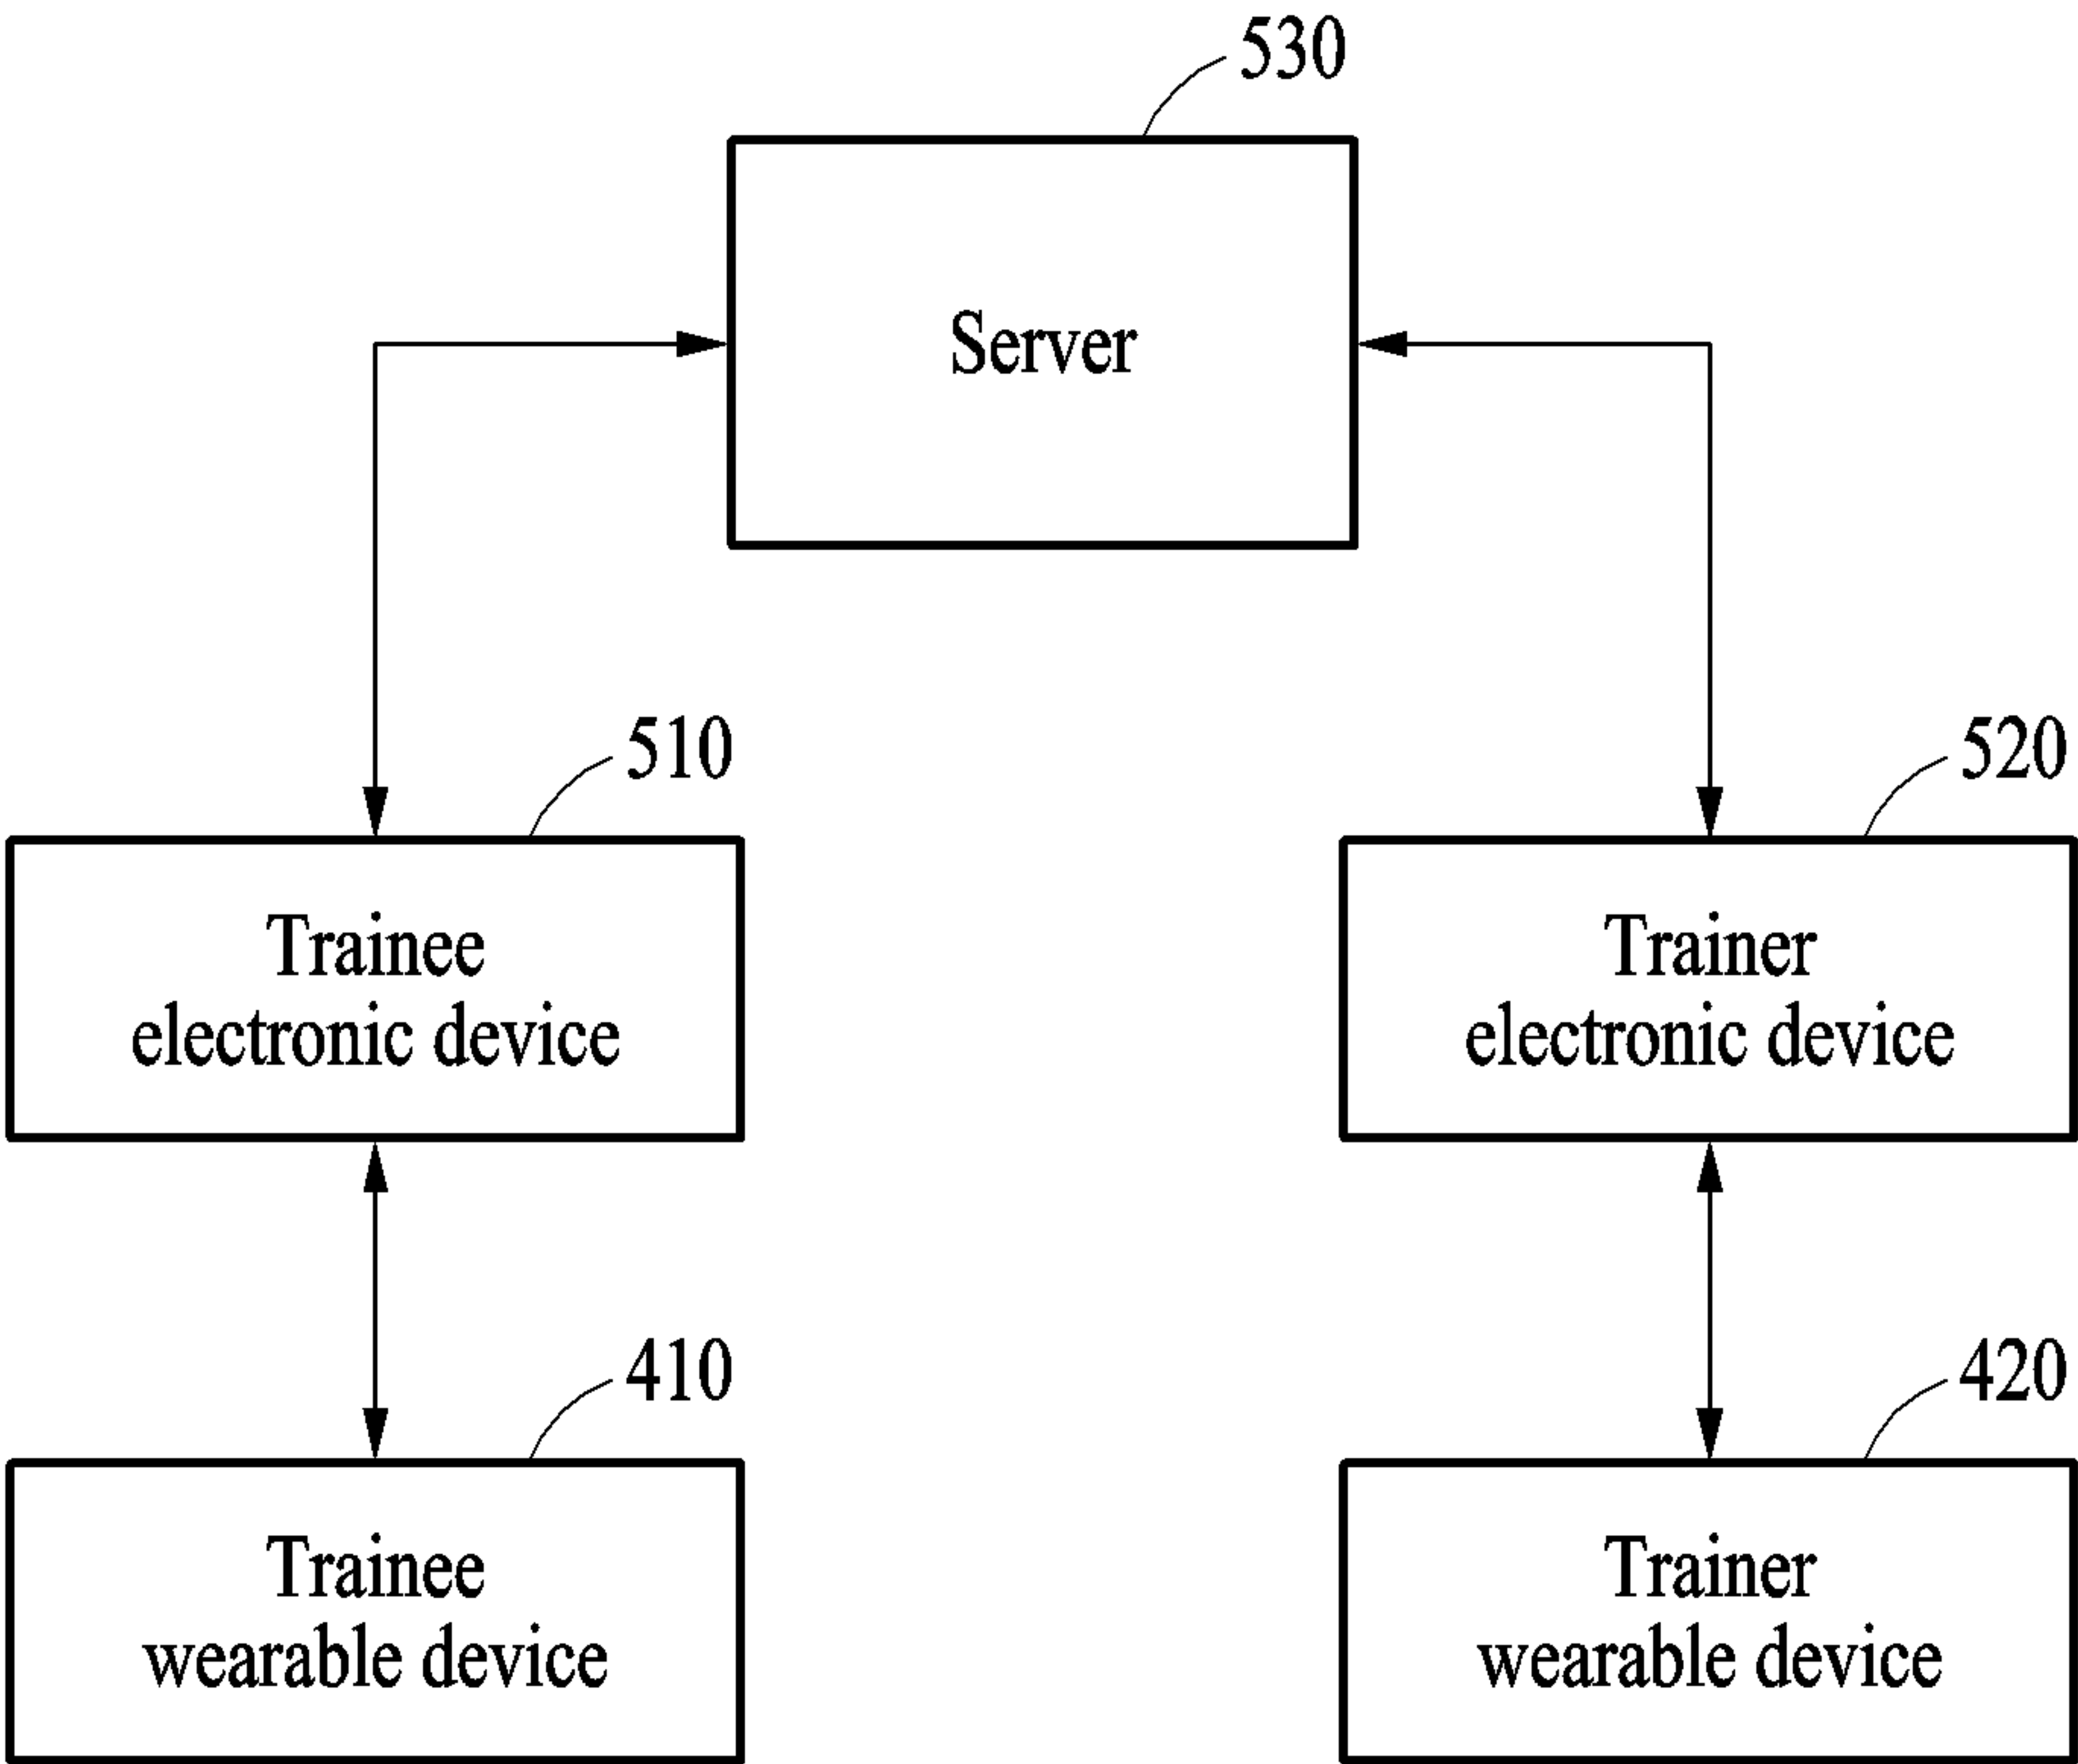 530
Server
510
520
Trainee
electronic device
Trainer
electronic device
410
420
Trainee
wearable device
Trainer
wearable device